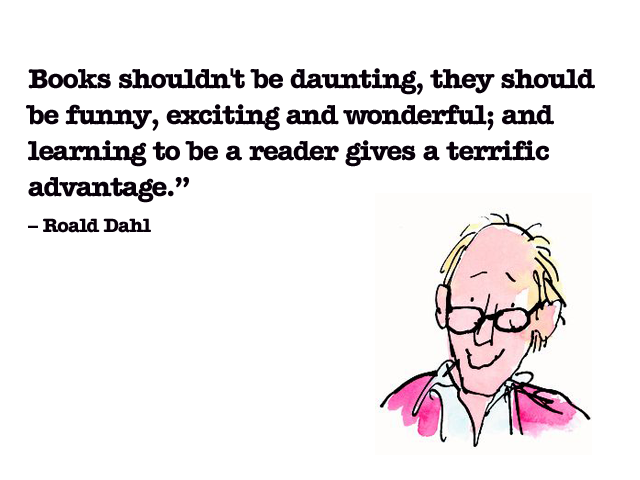 Books shouldn't be daunting, they should
be funny, exciting and wonderful; and
learning to be a reader gives a terrific
advantage.”
– Roald Dahl